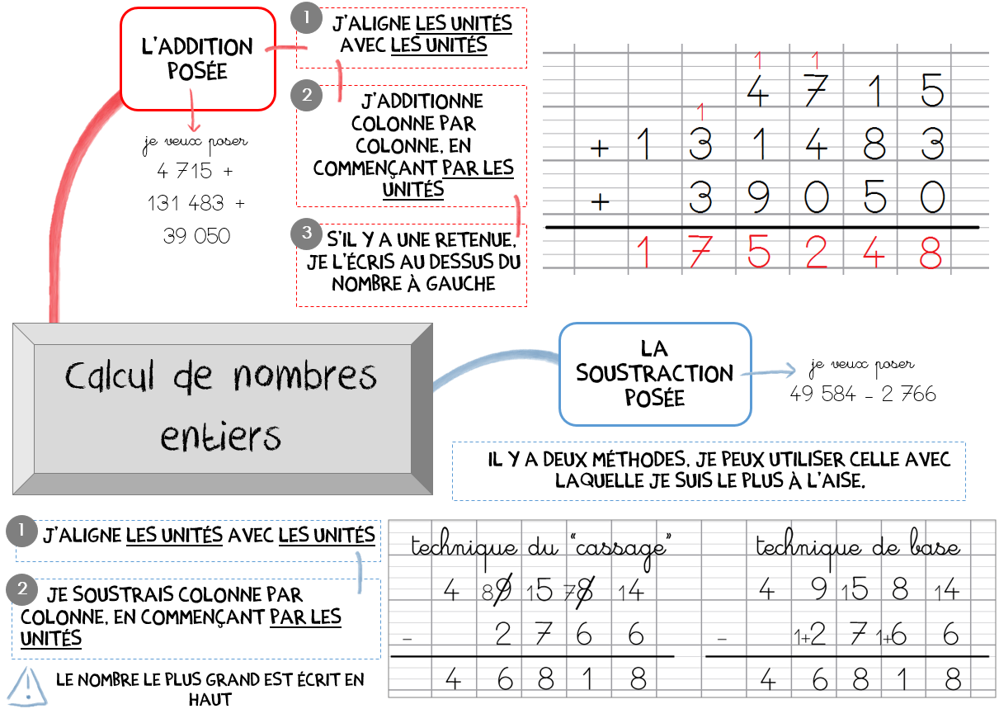 L'ADDITION
POSÉE
je veux poser
4 715 +
131 483 +
39 050
1
J'ALIGNE LES UNITÉS
AVEC LES UNITÉS
2
J'ADDITIONNE
COLONNE PAR
COLONNE, EN
COMMENÇANT PAR LES
UNITÉS
3
S'IL Y A UNE RETENUE,
JE L'ÉCRIS AU DESSUS DU
NOMBRE À GAUCHE
1 1
4 7 1 5
1
+ 1 3 1 4 8 3
+ 3 9 0 5 0
1 7 5 2 4 8
Calcul de nombres
entiers
LA
SOUSTRACTION
POSÉE
je veux poser
49 584 - 2 766
IL Y A DEUX MÉTHODES, JE PEUX UTILISER CELLE AVEC
LAQUELLE JE SUIS LE PLUS À L'AISE.
1
J'ALIGNE LES UNITÉS AVEC LES UNITÉS
2
JE SOUSTRAIS COLONNE PAR
COLONNE, EN COMMENÇANT PAR LES
UNITÉS
!
LE NOMBRE LE PLUS GRAND EST ÉCRIT EN
HAUT
technique du "cassage"
4 89 15 78 14
- 2 7 6 6
4 6 8 1 8
technique de base
4 9 15 8 14
- 1+2 7 1+6 6
4 6 8 1 8